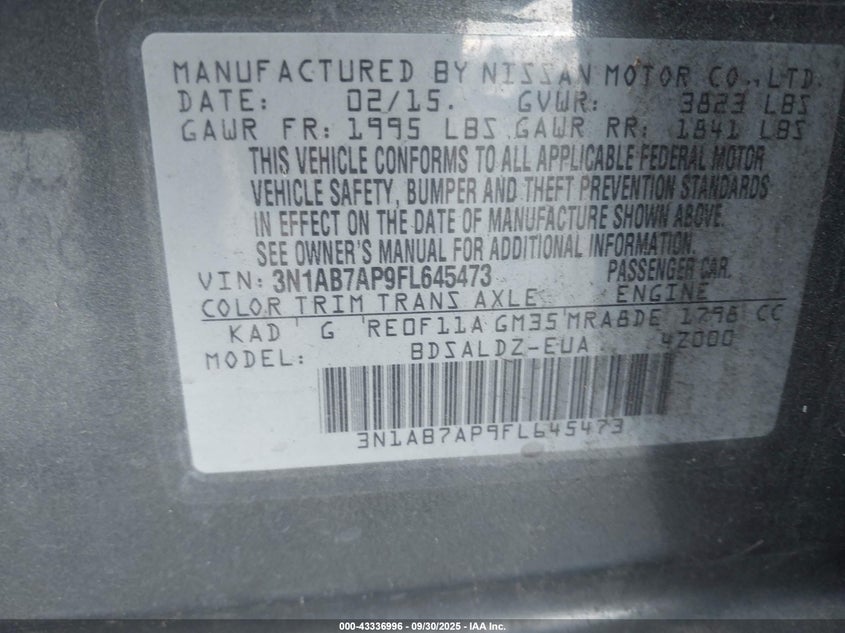 MANUFACTURED BY NISSAN MOTOR CO., LTD.
DATE: 02/15. GVWR: 3823 LBS
GAWR FR: 1995 LBS GAWR RR: 1841 LBS
THIS VEHICLE CONFORMS TO ALL APPLICABLE FEDERAL MOTOR
VEHICLE SAFETY, BUMPER AND THEFT PREVENTION STANDARDS
IN EFFECT ON THE DATE OF MANUFACTURE SHOWN ABOVE.
SEE OWNER'S MANUAL FOR ADDITIONAL INFORMATION.
VIN: 3N1AB7AP9FL645473 PASSENGER CAR.
COLOR TRIM TRANS AXLE ENGINE
KAD G RE0F11A GM35 MRA8DE 1798 CC
MODEL: BDSALDZ-EUA 42000
3N1AB7AP9FL645473
000-43336996 - 09/30/2025 - IAA Inc.